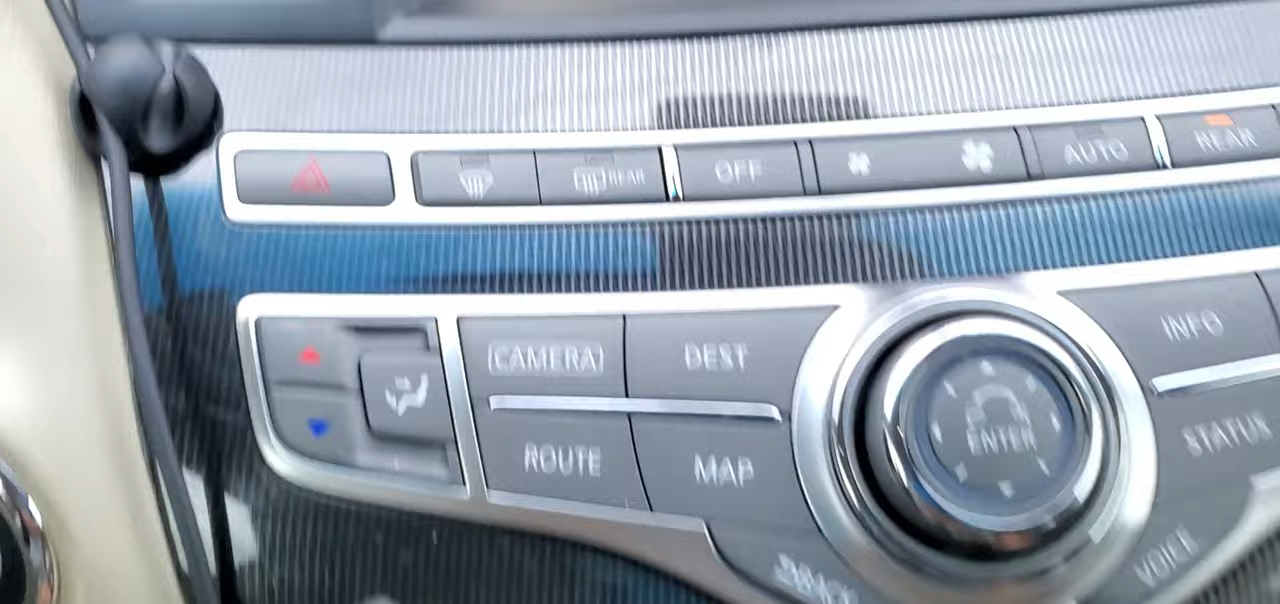 REAR
OFF
AUTO
REAR
CAMERA
DEST
INFO
ROUTE
MAP
ENTER
STATUS
VOICE